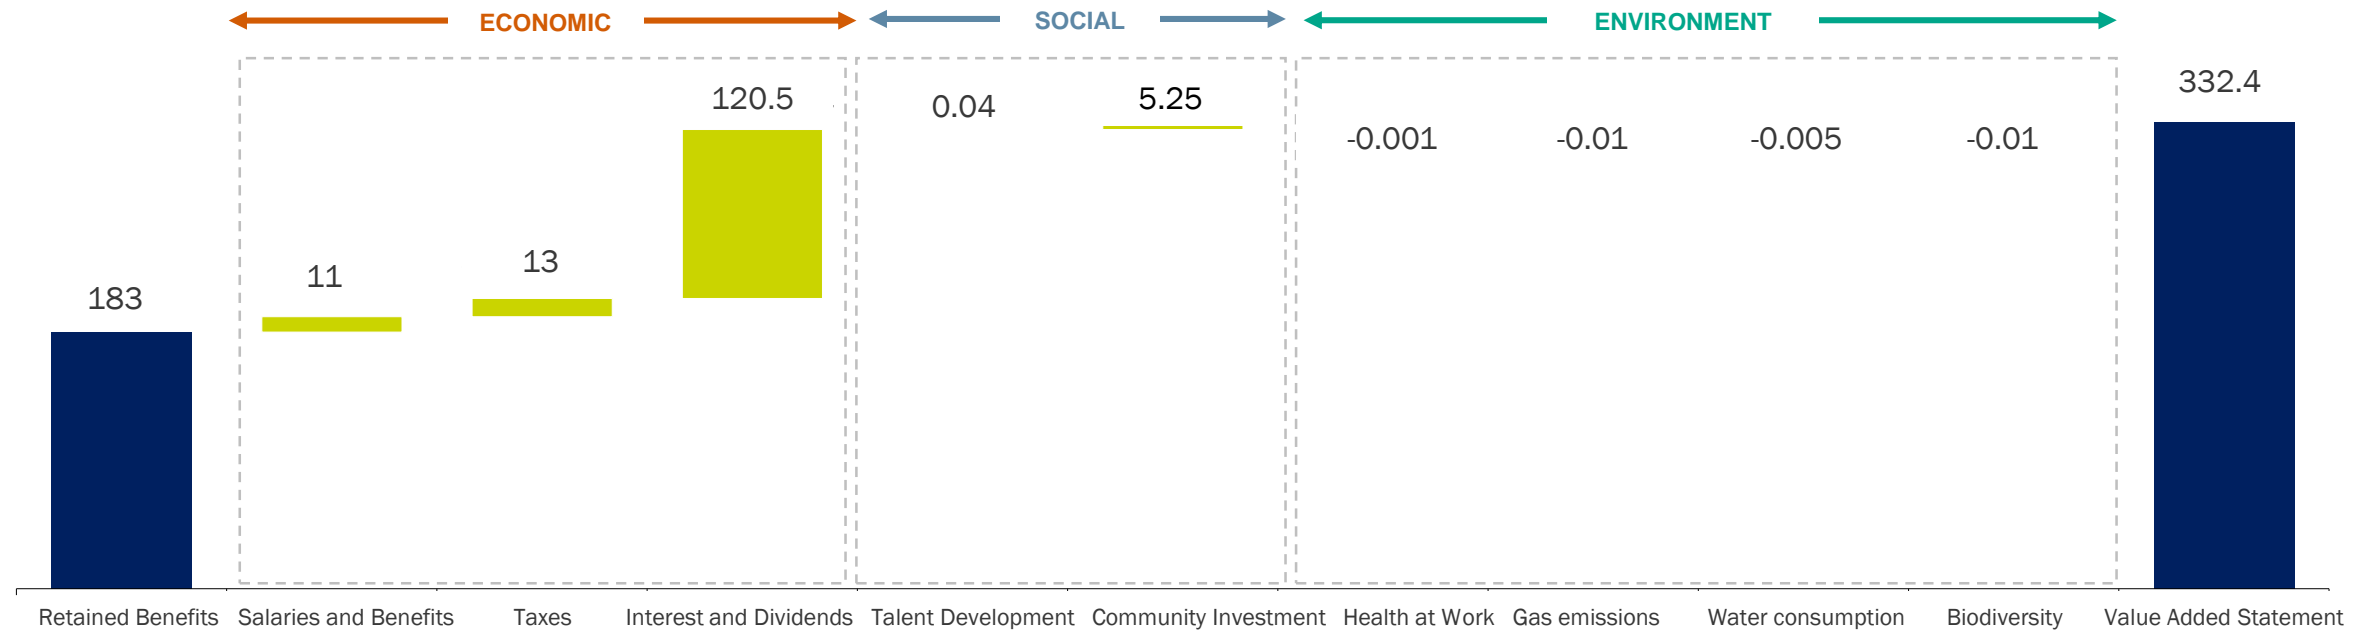 ECONOMIC
SOCIAL
ENVIRONMENT
183
11
13
120.5
0.04
5.25
-0.001
-0.01
-0.005
-0.01
332.4
Retained Benefits
Salaries and Benefits
Taxes
Interest and Dividends
Talent Development
Community Investment
Health at Work
Gas emissions
Water consumption
Biodiversity
Value Added Statement